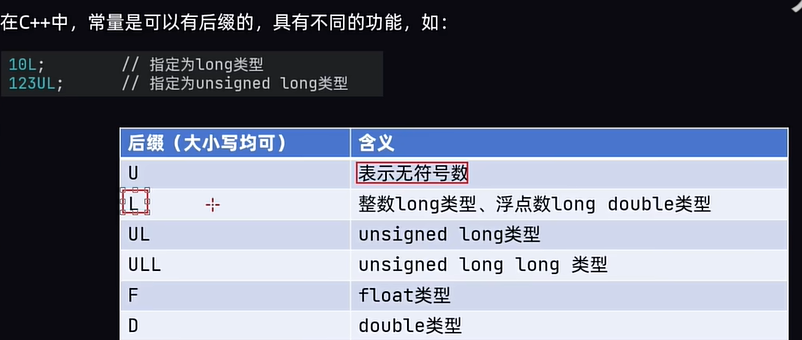 在C++中，常量是可以有后缀的，具有不同的功能，如：
10L;        // 指定为long类型
123UL;      // 指定为unsigned long类型
后缀（大小写均可） 含义
U 表示无符号数
L 整数long类型、浮点数long double类型
UL unsigned long类型
ULL unsigned long long 类型
F float类型
D double类型